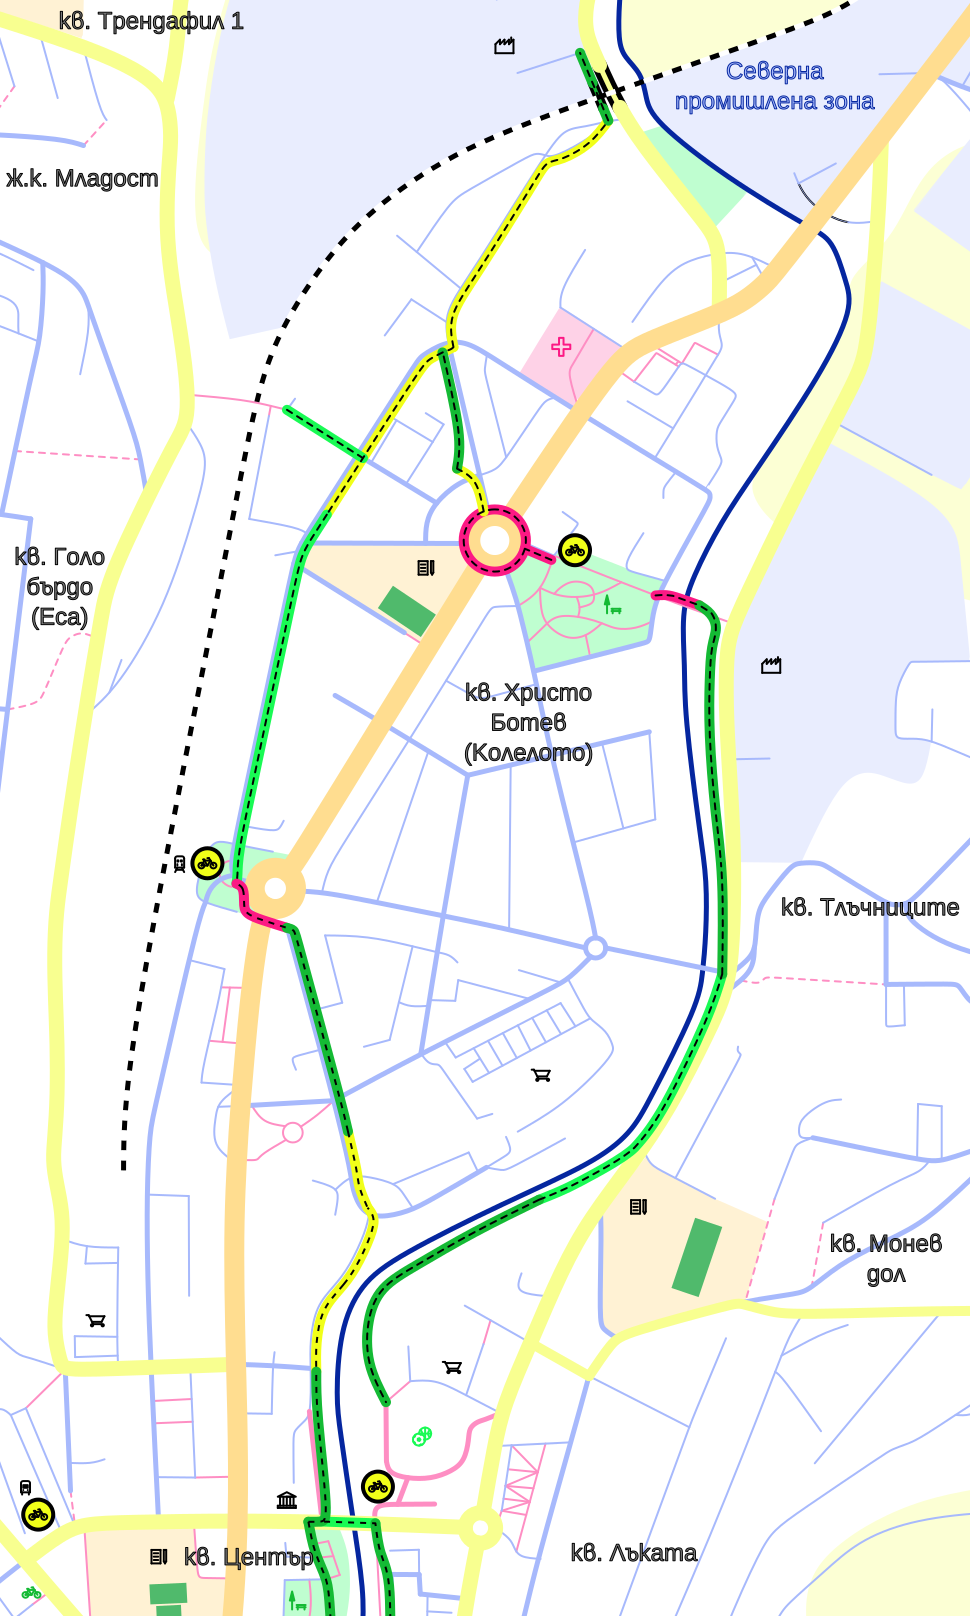 кв. Трендафил 1
Северна
промишлена зона
ж.к. Младост
кв. Голо
бърдо
(Еса)
кв. Христо
Ботев
(Колелото)
кв. Тлъчниците
кв. Монев
дол
кв. Център
кв. Лъката